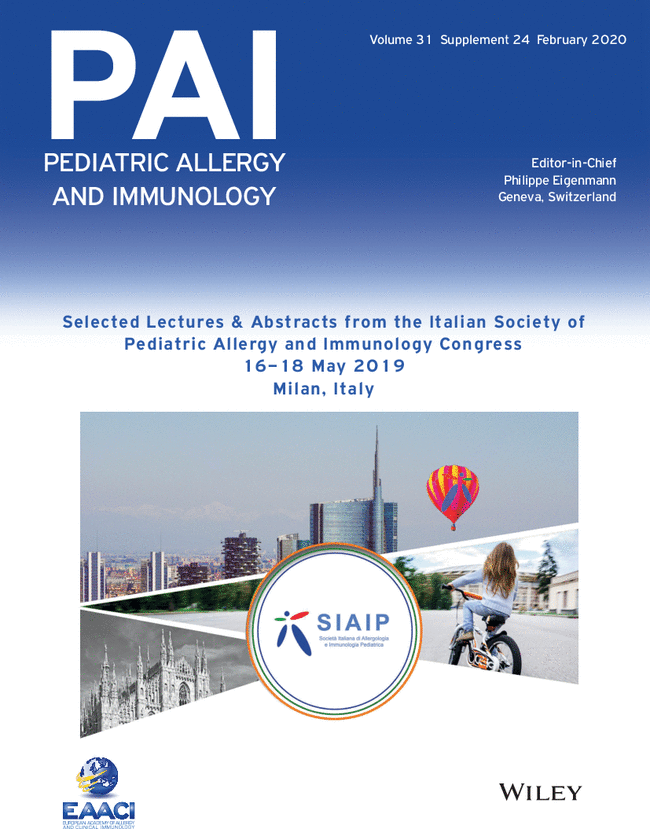 PAI
PEDIATRIC ALLERGY
AND IMMUNOLOGY
Volume 31 Supplement 24 February 2020
Editor-in-Chief
Philippe Eigenmann
Geneva, Switzerland
Selected Lectures & Abstracts from the Italian Society of
Pediatric Allergy and Immunology Congress
16–18 May 2019
Milan, Italy
SIAIP
Società Italiana di Allergologia
e Immunologia Pediatrica
EAACI
EUROPEAN ACADEMY OF ALLERGY
AND CLINICAL IMMUNOLOGY
WILEY